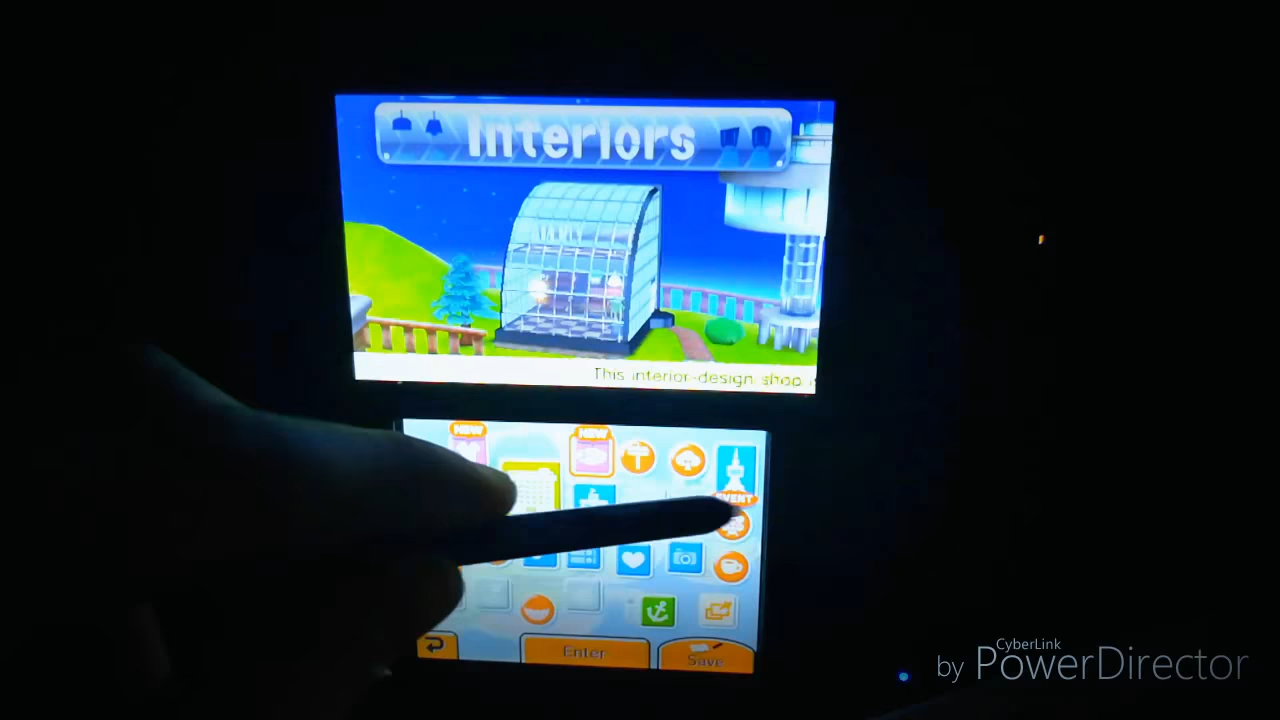 Interiors
This interior-design shop
NEW
NEW
EVENT
Enter
Save
CyberLink
by PowerDirector